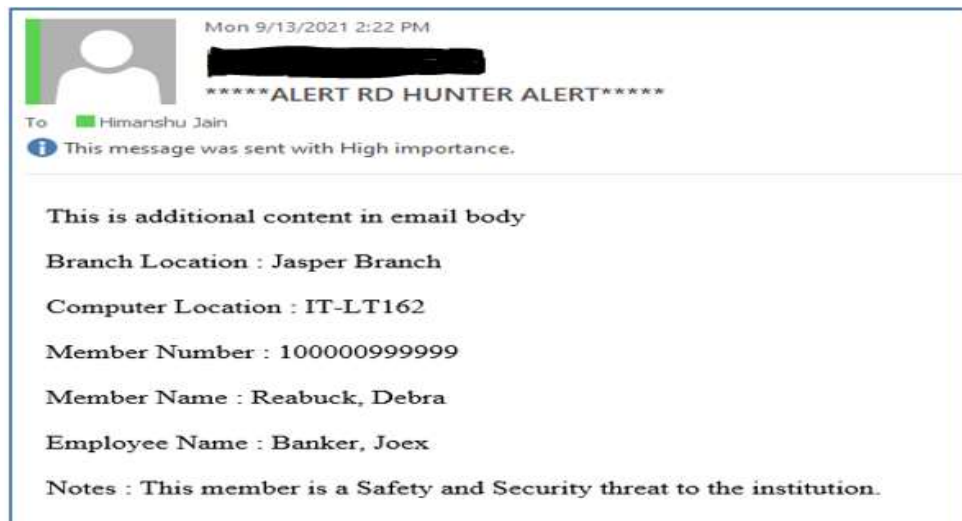 Mon 9/13/2021 2:22 PM
*****ALERT RD HUNTER ALERT*****
To Himanshu Jain
This message was sent with High importance.
This is additional content in email body
Branch Location : Jasper Branch
Computer Location : IT-LT162
Member Number : 100000999999
Member Name : Reabuck, Debra
Employee Name : Banker, Joex
Notes : This member is a Safety and Security threat to the institution.